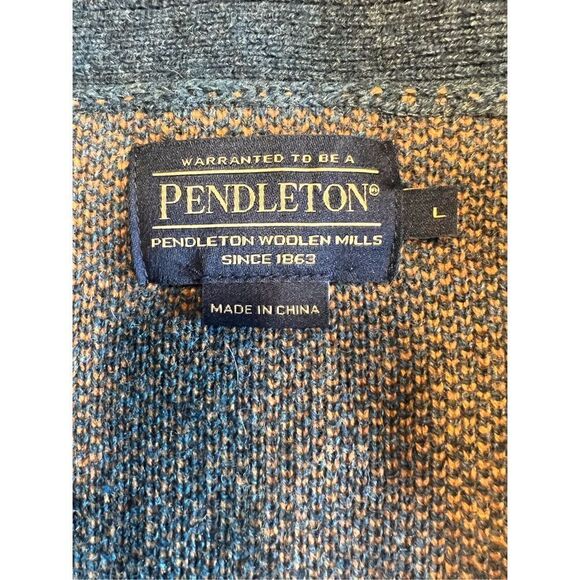 WARRANTED TO BE A
PENDLETON®
L
PENDLETON WOOLEN MILLS
SINCE 1863
MADE IN CHINA